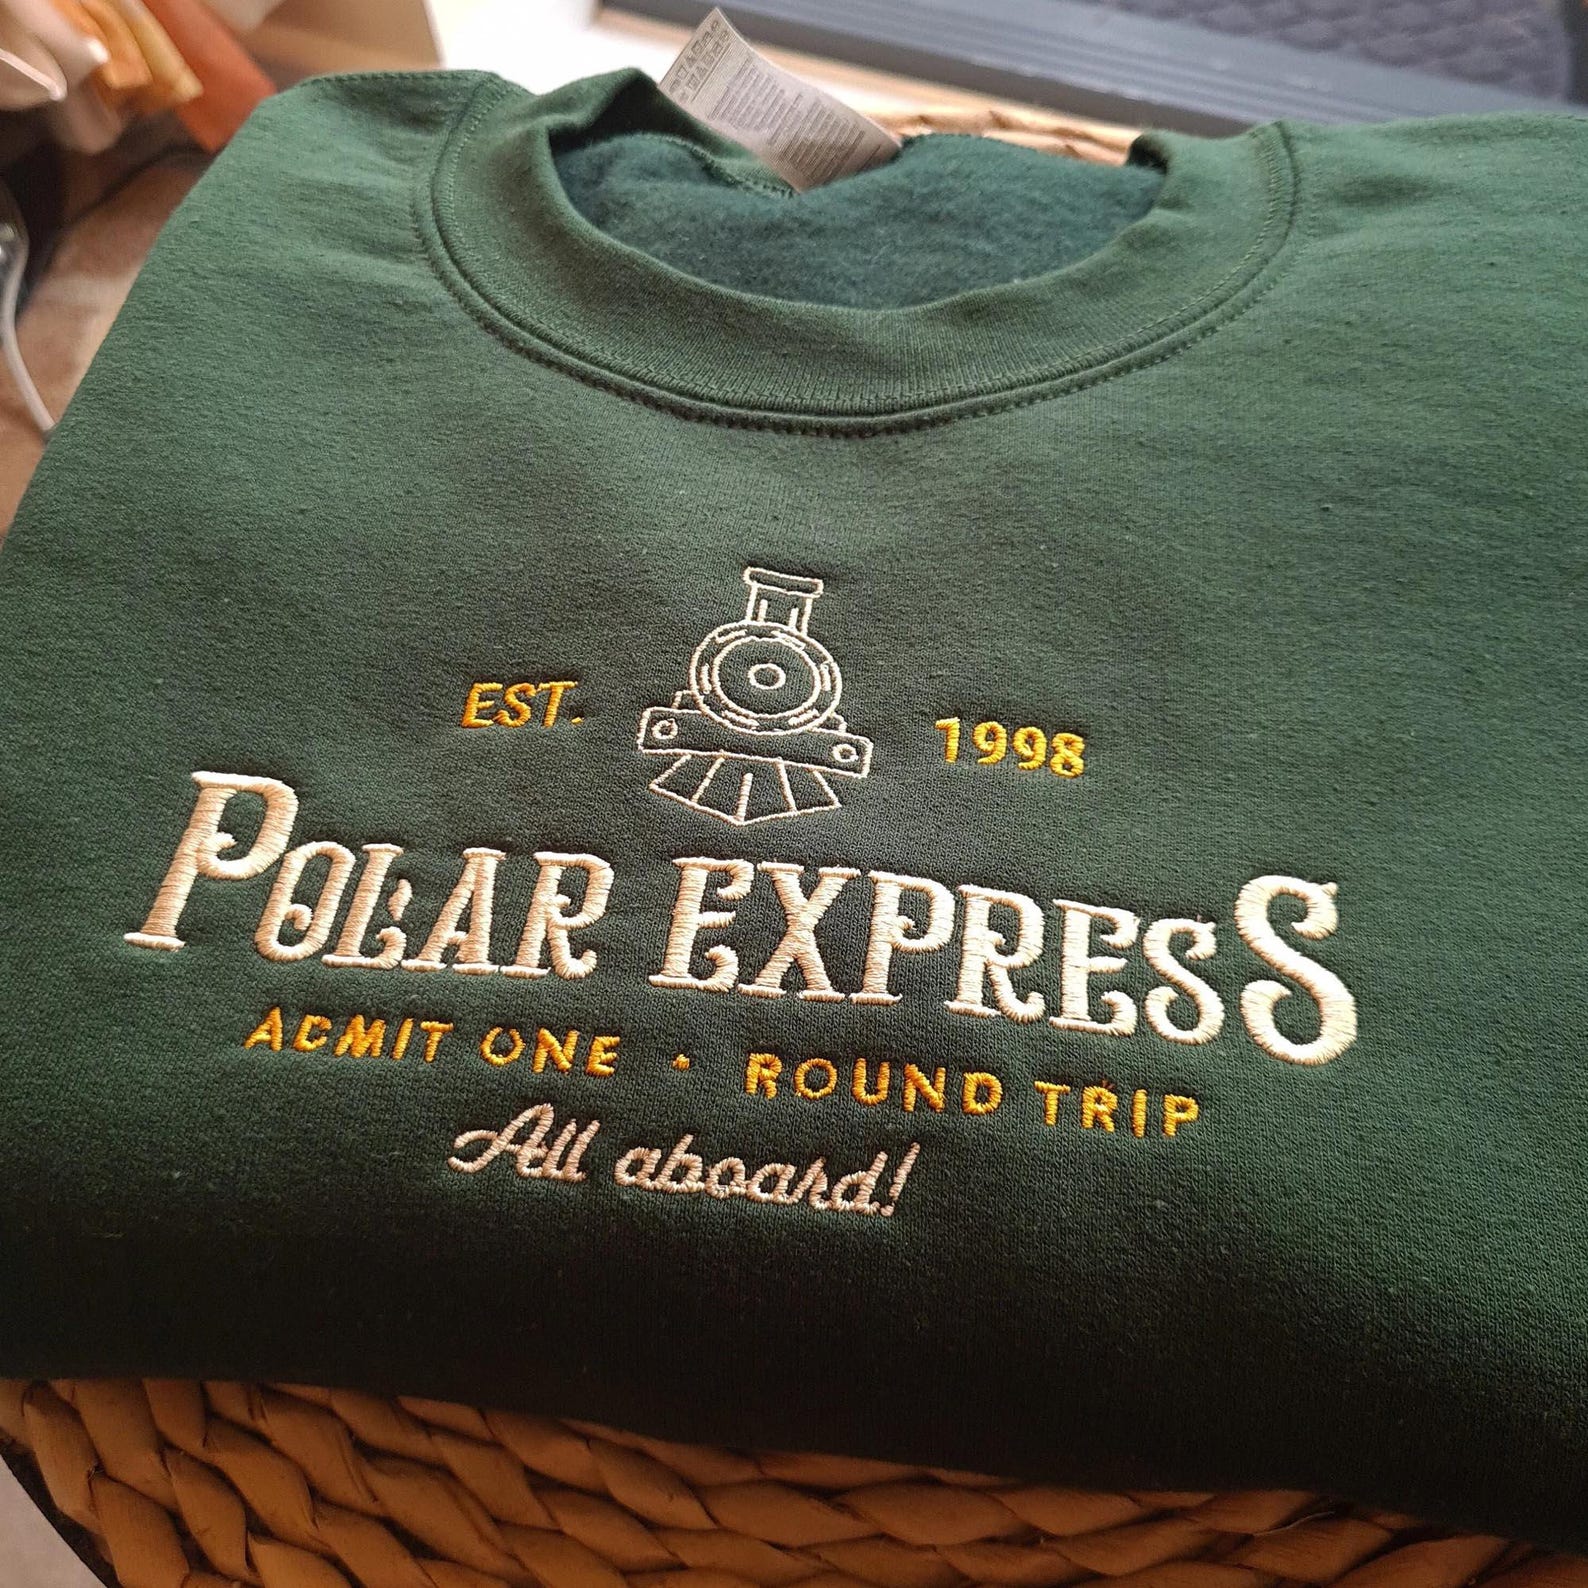 EST. 1998
POLAR EXPRESS
ADMIT ONE • ROUND TRIP
All aboard!